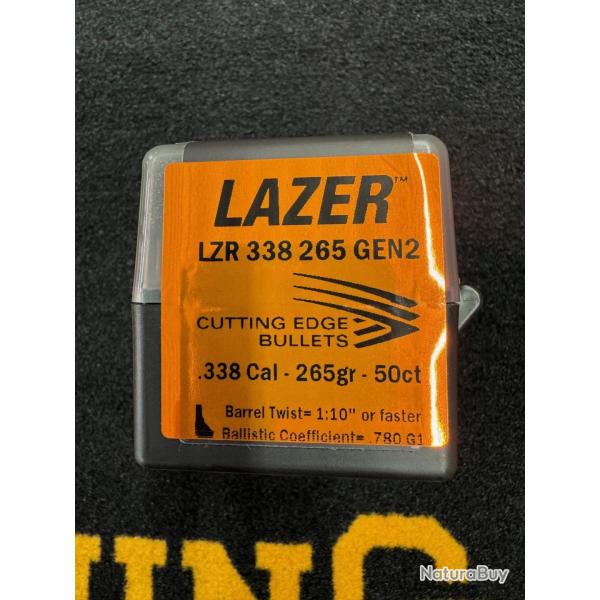 LAZER™
LZR 338 265 GEN2
CUTTING EDGE
BULLETS
.338 Cal - 265gr - 50ct
Barrel Twist= 1:10" or faster
Ballistic Coefficient= .780 G1
NaturaBuy